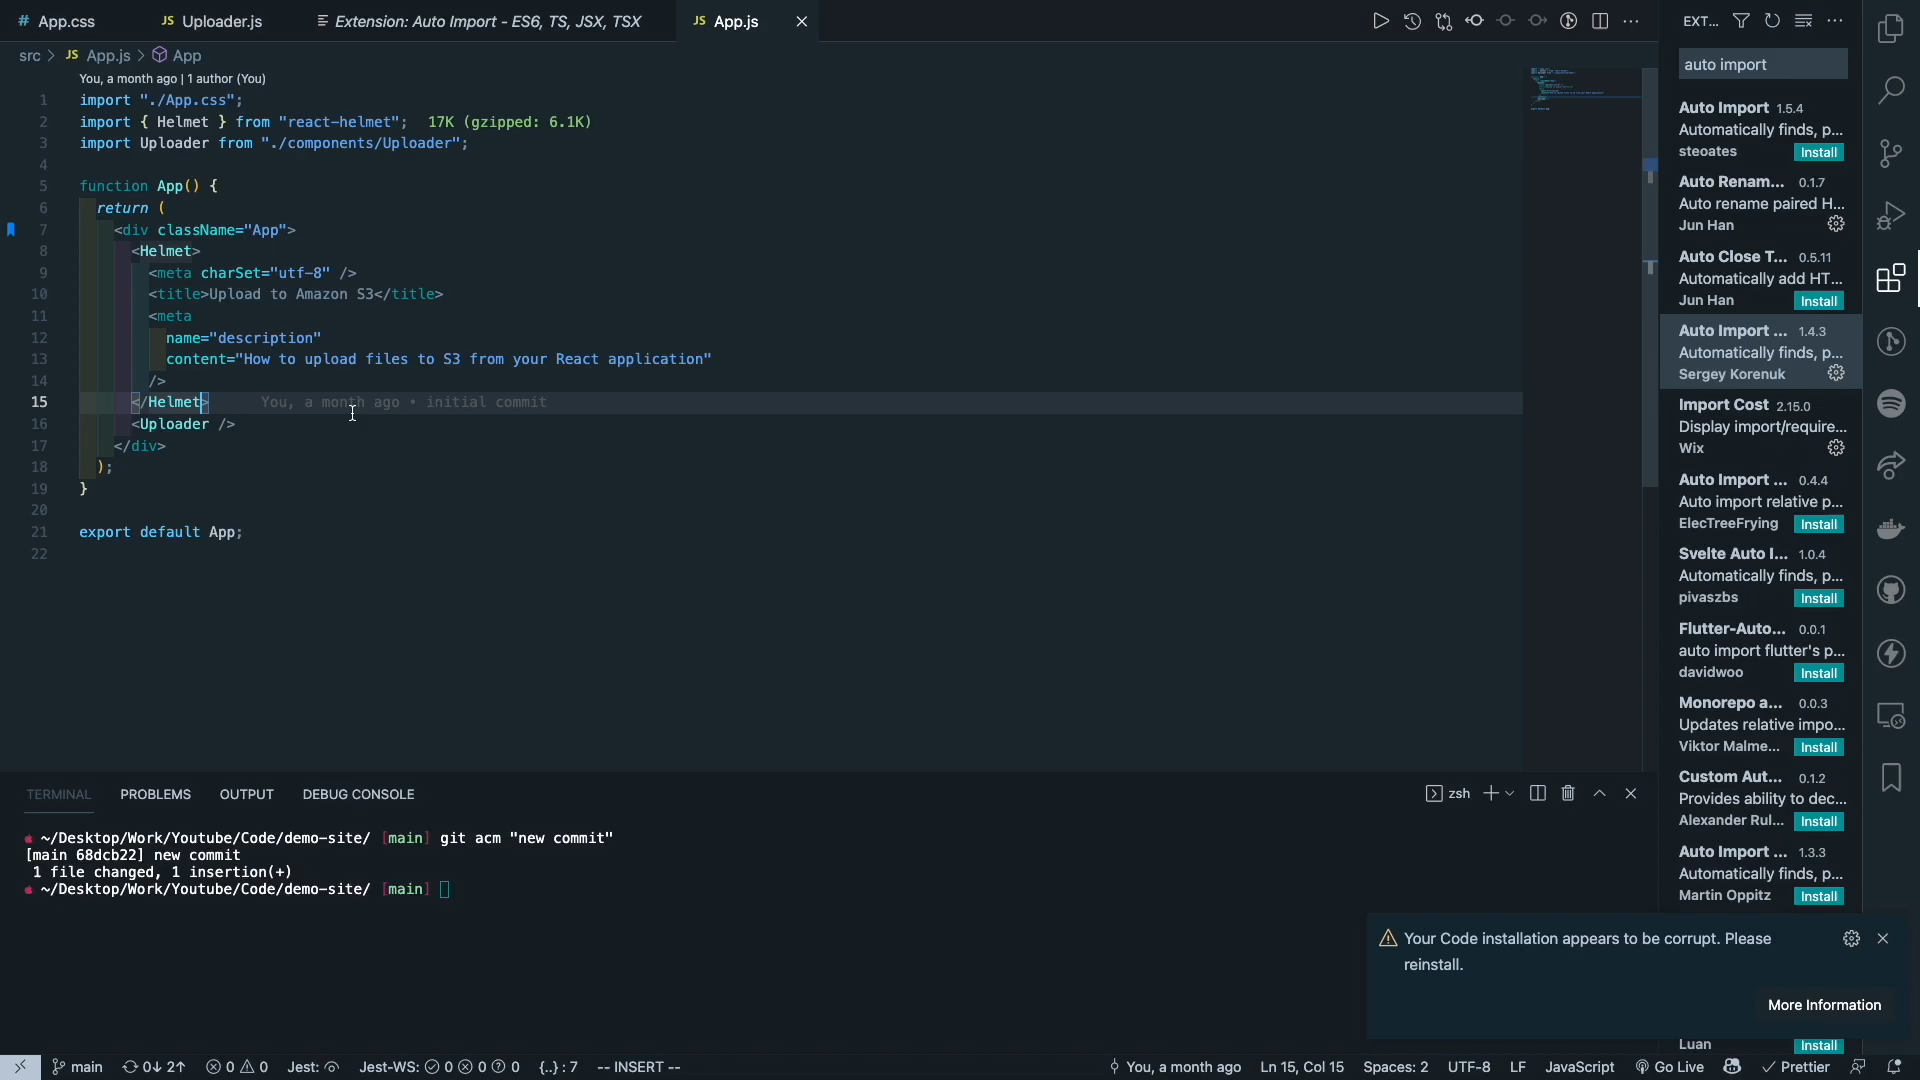 # App.css
JS Uploader.js
Extension: Auto Import - ES6, TS, JSX, TSX
JS App.js
src > JS App.js > App
You, a month ago | 1 author (You)
1 import "./App.css";
2 import { Helmet } from "react-helmet"; 17K (gzipped: 6.1K)
3 import Uploader from "./components/Uploader";
4
5 function App() {
6 return (
7 <div className="App">
8 <Helmet>
9 <meta charSet="utf-8" />
10 <title>Upload to Amazon S3</title>
11 <meta
12 name="description"
13 content="How to upload files to S3 from your React application"
14 />
15 </Helmet> You, a month ago • initial commit
16 <Uploader />
17 </div>
18 );
19 }
20
21 export default App;
22
TERMINAL PROBLEMS OUTPUT DEBUG CONSOLE
zsh
~/Desktop/Work/Youtube/Code/demo-site/ [main] git acm "new commit"
[main 68dcb22] new commit
1 file changed, 1 insertion(+)
~/Desktop/Work/Youtube/Code/demo-site/ [main]
EXT...
auto import
Auto Import 1.5.4
Automatically finds, p...
steoates Install
Auto Renam... 0.1.7
Auto rename paired H...
Jun Han
Auto Close T... 0.5.11
Automatically add HT...
Jun Han Install
Auto Import ... 1.4.3
Automatically finds, p...
Sergey Korenuk
Import Cost 2.15.0
Display import/require...
Wix
Auto Import ... 0.4.4
Auto import relative p...
ElecTreeFrying Install
Svelte Auto I... 1.0.4
Automatically finds, p...
pivaszbs Install
Flutter-Auto... 0.0.1
auto import flutter's p...
davidwoo Install
Monorepo a... 0.0.3
Updates relative impo...
Viktor Malme... Install
Custom Aut... 0.1.2
Provides ability to dec...
Alexander Rul... Install
Auto Import ... 1.3.3
Automatically finds, p...
Martin Oppitz Install
Your Code installation appears to be corrupt. Please
reinstall.
More Information
Luan Install
main 0↓ 2↑ 0 0 Jest: Jest-WS: 0 0 0 {..} : 7 -- INSERT --
You, a month ago Ln 15, Col 15 Spaces: 2 UTF-8 LF JavaScript Go Live Prettier